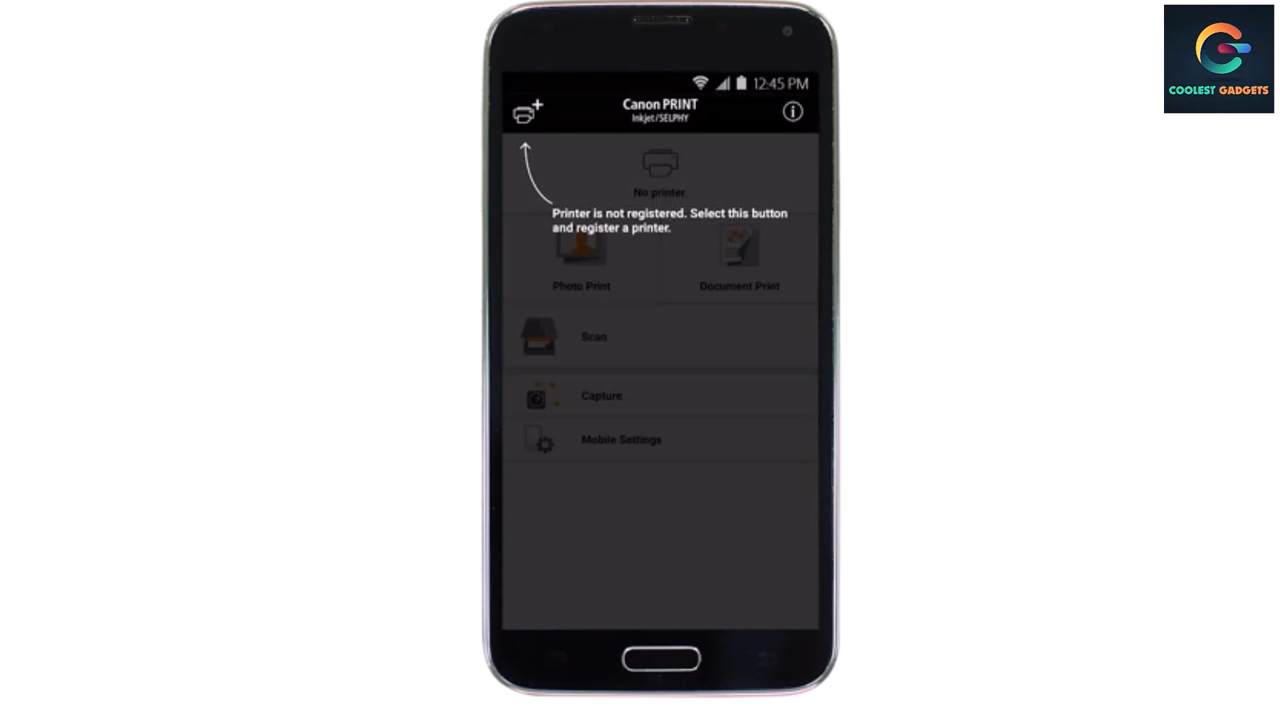 COOLEST GADGETS
12:45 PM
Canon PRINT
Inkjet/SELPHY
No printer.
Printer is not registered. Select this button
and register a printer.
Photo Print
Document Print
Scan
Capture
Mobile Settings